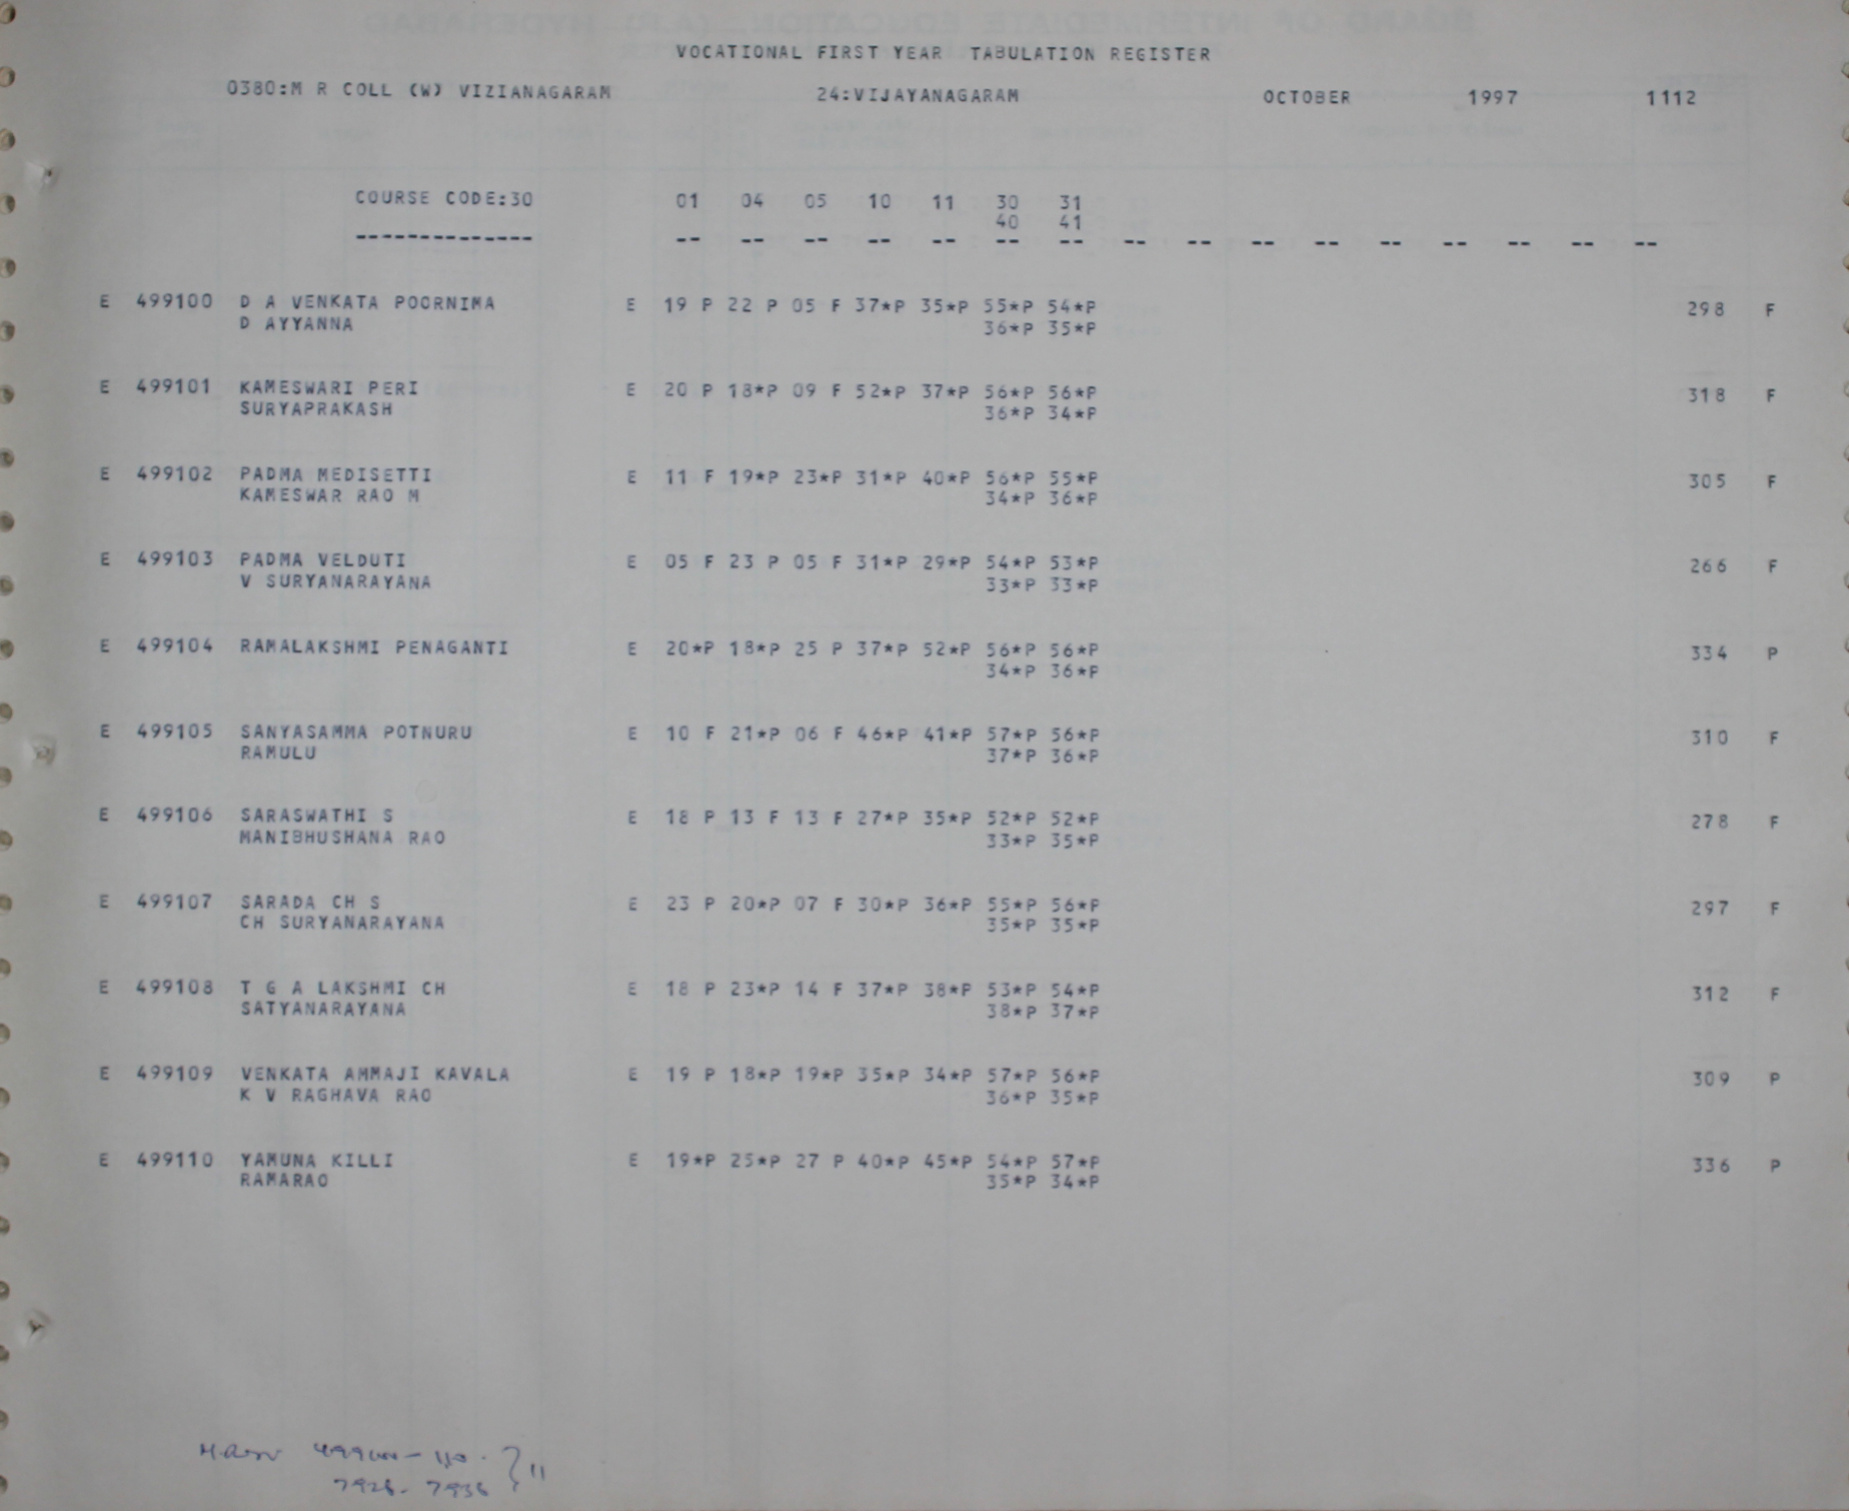 VOCATIONAL FIRST YEAR TABULATION REGISTER
0380:M R COLL (W) VIZIANAGARAM 24:VIJAYANAGARAM OCTOBER 1997 1112
COURSE CODE:30 01 04 05 10 11 30 31
40 41
-------------- -- -- -- -- -- -- -- -- -- -- -- -- -- -- -- --
E 499100 D A VENKATA POORNIMA E 19 P 22 P 05 F 37*P 35*P 55*P 54*P 298 F
D AYYANNA 36*P 35*P
E 499101 KAMESWARI PERI E 20 P 18*P 09 F 52*P 37*P 56*P 56*P 318 F
SURYAPRAKASH 36*P 34*P
E 499102 PADMA MEDISETTI E 11 F 19*P 23*P 31*P 40*P 56*P 55*P 305 F
KAMESWAR RAO M 34*P 36*P
E 499103 PADMA VELDUTI E 05 F 23 P 05 F 31*P 29*P 54*P 53*P 266 F
V SURYANARAYANA 33*P 33*P
E 499104 RAMALAKSHMI PENAGANTI E 20*P 18*P 25 P 37*P 52*P 56*P 56*P 334 P
34*P 36*P
E 499105 SANYASAMMA POTNURU E 10 F 21*P 06 F 46*P 41*P 57*P 56*P 310 F
RAMULU 37*P 36*P
E 499106 SARASWATHI S E 18 P 13 F 13 F 27*P 35*P 52*P 52*P 278 F
MANIBHUSHANA RAO 33*P 35*P
E 499107 SARADA CH S E 23 P 20*P 07 F 30*P 36*P 55*P 56*P 297 F
CH SURYANARAYANA 35*P 35*P
E 499108 T G A LAKSHMI CH E 18 P 23*P 14 F 37*P 38*P 53*P 54*P 312 F
SATYANARAYANA 38*P 37*P
E 499109 VENKATA AMMAJI KAVALA E 19 P 18*P 19*P 35*P 34*P 57*P 56*P 309 P
K V RAGHAVA RAO 36*P 35*P
E 499110 YAMUNA KILLI E 19*P 25*P 27 P 40*P 45*P 54*P 57*P 336 P
RAMARAO 35*P 34*P
499100 - 110. } 11
7928 - 7938